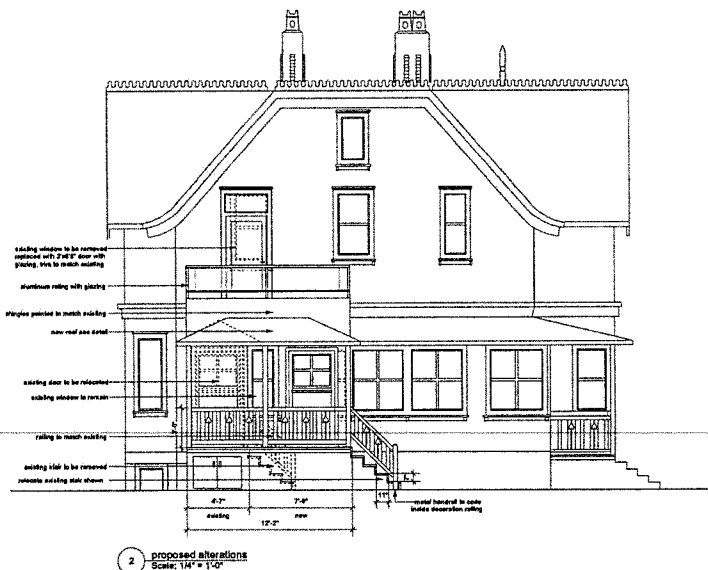 existing window to be removed
replaced with 3'x6'8" door with
glazing, trim to match existing
aluminum railing with glazing
shingles painted to match existing
new roof see detail
existing door to be relocated
existing window to remain
railing to match existing
existing stair to be removed
relocate existing stair shown
4'-7"
7'-8"
11"
existing
new
12'-2"
metal handrail to code
inside decoration railing
2
proposed alterations
Scale; 1/4" = 1'-0"